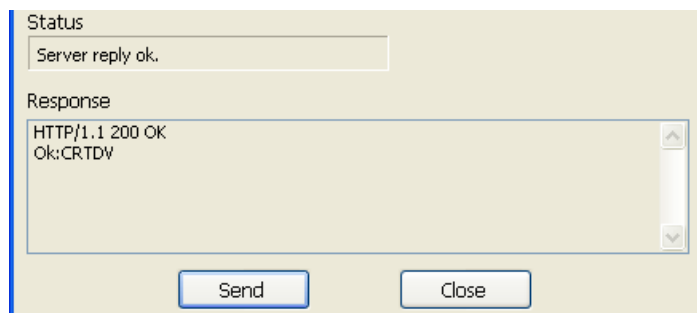 Status
Server reply ok.
Response
HTTP/1.1 200 OK
Ok:CRTDV
Send Close